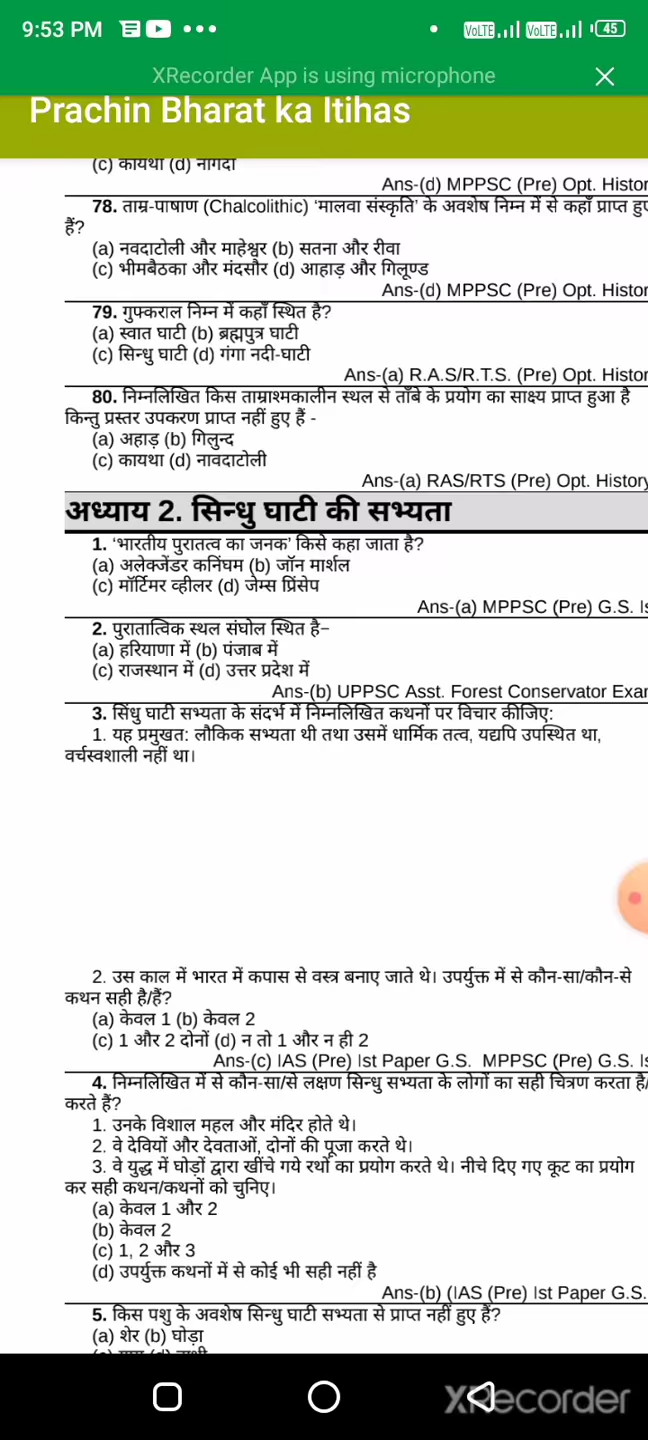 9:53 PM
VoLTE VoLTE 45
XRecorder App is using microphone
Prachin Bharat ka Itihas
(c) कायथा (d) नागदा
Ans-(d) MPPSC (Pre) Opt. Histor
78. ताम्र-पाषाण (Chalcolithic) ‘मालवा संस्कृति’ के अवशेष निम्न में से कहाँ प्राप्त हु
हैं?
(a) नवदाटोली और माहेश्वर (b) सतना और रीवा
(c) भीमबैठका और मंदसौर (d) आहाड़ और गिलूण्ड
Ans-(d) MPPSC (Pre) Opt. Histor
79. गुफ्कराल निम्न में कहाँ स्थित है?
(a) स्वात घाटी (b) ब्रह्मपुत्र घाटी
(c) सिन्धु घाटी (d) गंगा नदी-घाटी
Ans-(a) R.A.S/R.T.S. (Pre) Opt. Histor
80. निम्नलिखित किस ताम्राश्मकालीन स्थल से ताँबे के प्रयोग का साक्ष्य प्राप्त हुआ है
किन्तु प्रस्तर उपकरण प्राप्त नहीं हुए हैं -
(a) अहाड़ (b) गिलुन्द
(c) कायथा (d) नावदाटोली
Ans-(a) RAS/RTS (Pre) Opt. History
अध्याय 2. सिन्धु घाटी की सभ्यता
1. ‘भारतीय पुरातत्व का जनक’ किसे कहा जाता है?
(a) अलेक्जेंडर कनिंघम (b) जॉन मार्शल
(c) मॉर्टिमर व्हीलर (d) जेम्स प्रिंसेप
Ans-(a) MPPSC (Pre) G.S. Is
2. पुरातात्विक स्थल संघोल स्थित है–
(a) हरियाणा में (b) पंजाब में
(c) राजस्थान में (d) उत्तर प्रदेश में
Ans-(b) UPPSC Asst. Forest Conservator Exar
3. सिंधु घाटी सभ्यता के संदर्भ में निम्नलिखित कथनों पर विचार कीजिए:
1. यह प्रमुखत: लौकिक सभ्यता थी तथा उसमें धार्मिक तत्व, यद्यपि उपस्थित था,
वर्चस्वशाली नहीं था।
2. उस काल में भारत में कपास से वस्त्र बनाए जाते थे। उपर्युक्त में से कौन-सा/कौन-से
कथन सही है/हैं?
(a) केवल 1 (b) केवल 2
(c) 1 और 2 दोनों (d) न तो 1 और न ही 2
Ans-(c) IAS (Pre) Ist Paper G.S. MPPSC (Pre) G.S. Is
4. निम्नलिखित में से कौन-सा/से लक्षण सिन्धु सभ्यता के लोगों का सही चित्रण करता है/
करते हैं?
1. उनके विशाल महल और मंदिर होते थे।
2. वे देवियों और देवताओं, दोनों की पूजा करते थे।
3. वे युद्ध में घोड़ों द्वारा खींचे गये रथों का प्रयोग करते थे। नीचे दिए गए कूट का प्रयोग
कर सही कथन/कथनों को चुनिए।
(a) केवल 1 और 2
(b) केवल 2
(c) 1, 2 और 3
(d) उपर्युक्त कथनों में से कोई भी सही नहीं है
Ans-(b) (IAS (Pre) Ist Paper G.S.
5. किस पशु के अवशेष सिन्धु घाटी सभ्यता से प्राप्त नहीं हुए हैं?
(a) शेर (b) घोड़ा
XRecorder